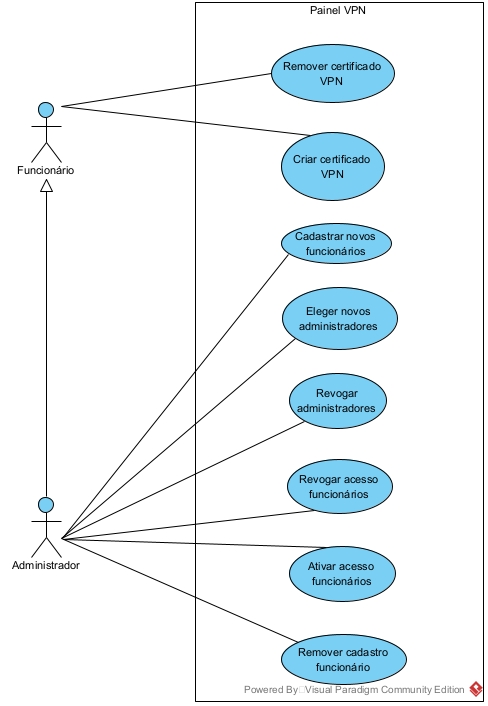 Painel VPN
Remover certificado
VPN
Funcionário
Criar certificado
VPN
Cadastrar novos
funcionários
Eleger novos
administradores
Revogar
administradores
Revogar acesso
funcionários
Administrador
Ativar acesso
funcionários
Remover cadastro
funcionário
Powered By Visual Paradigm Community Edition